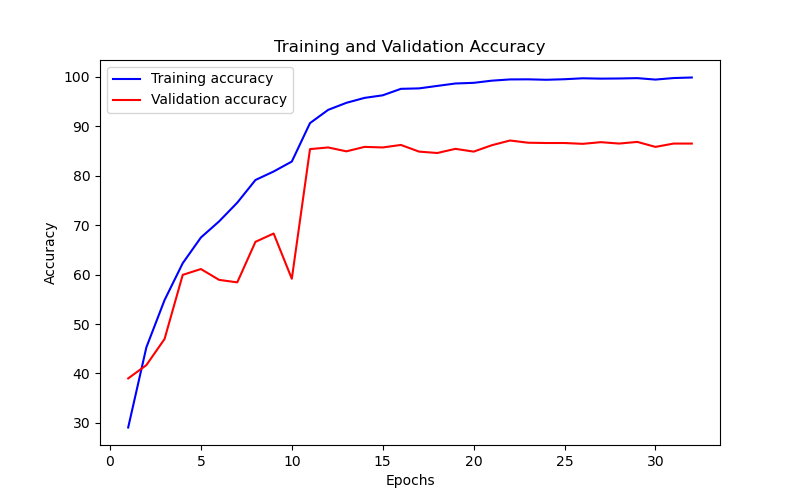 Training and Validation Accuracy
Training accuracy
Validation accuracy
100
90
80
70
60
50
40
30
Accuracy
0 5 10 15 20 25 30
Epochs